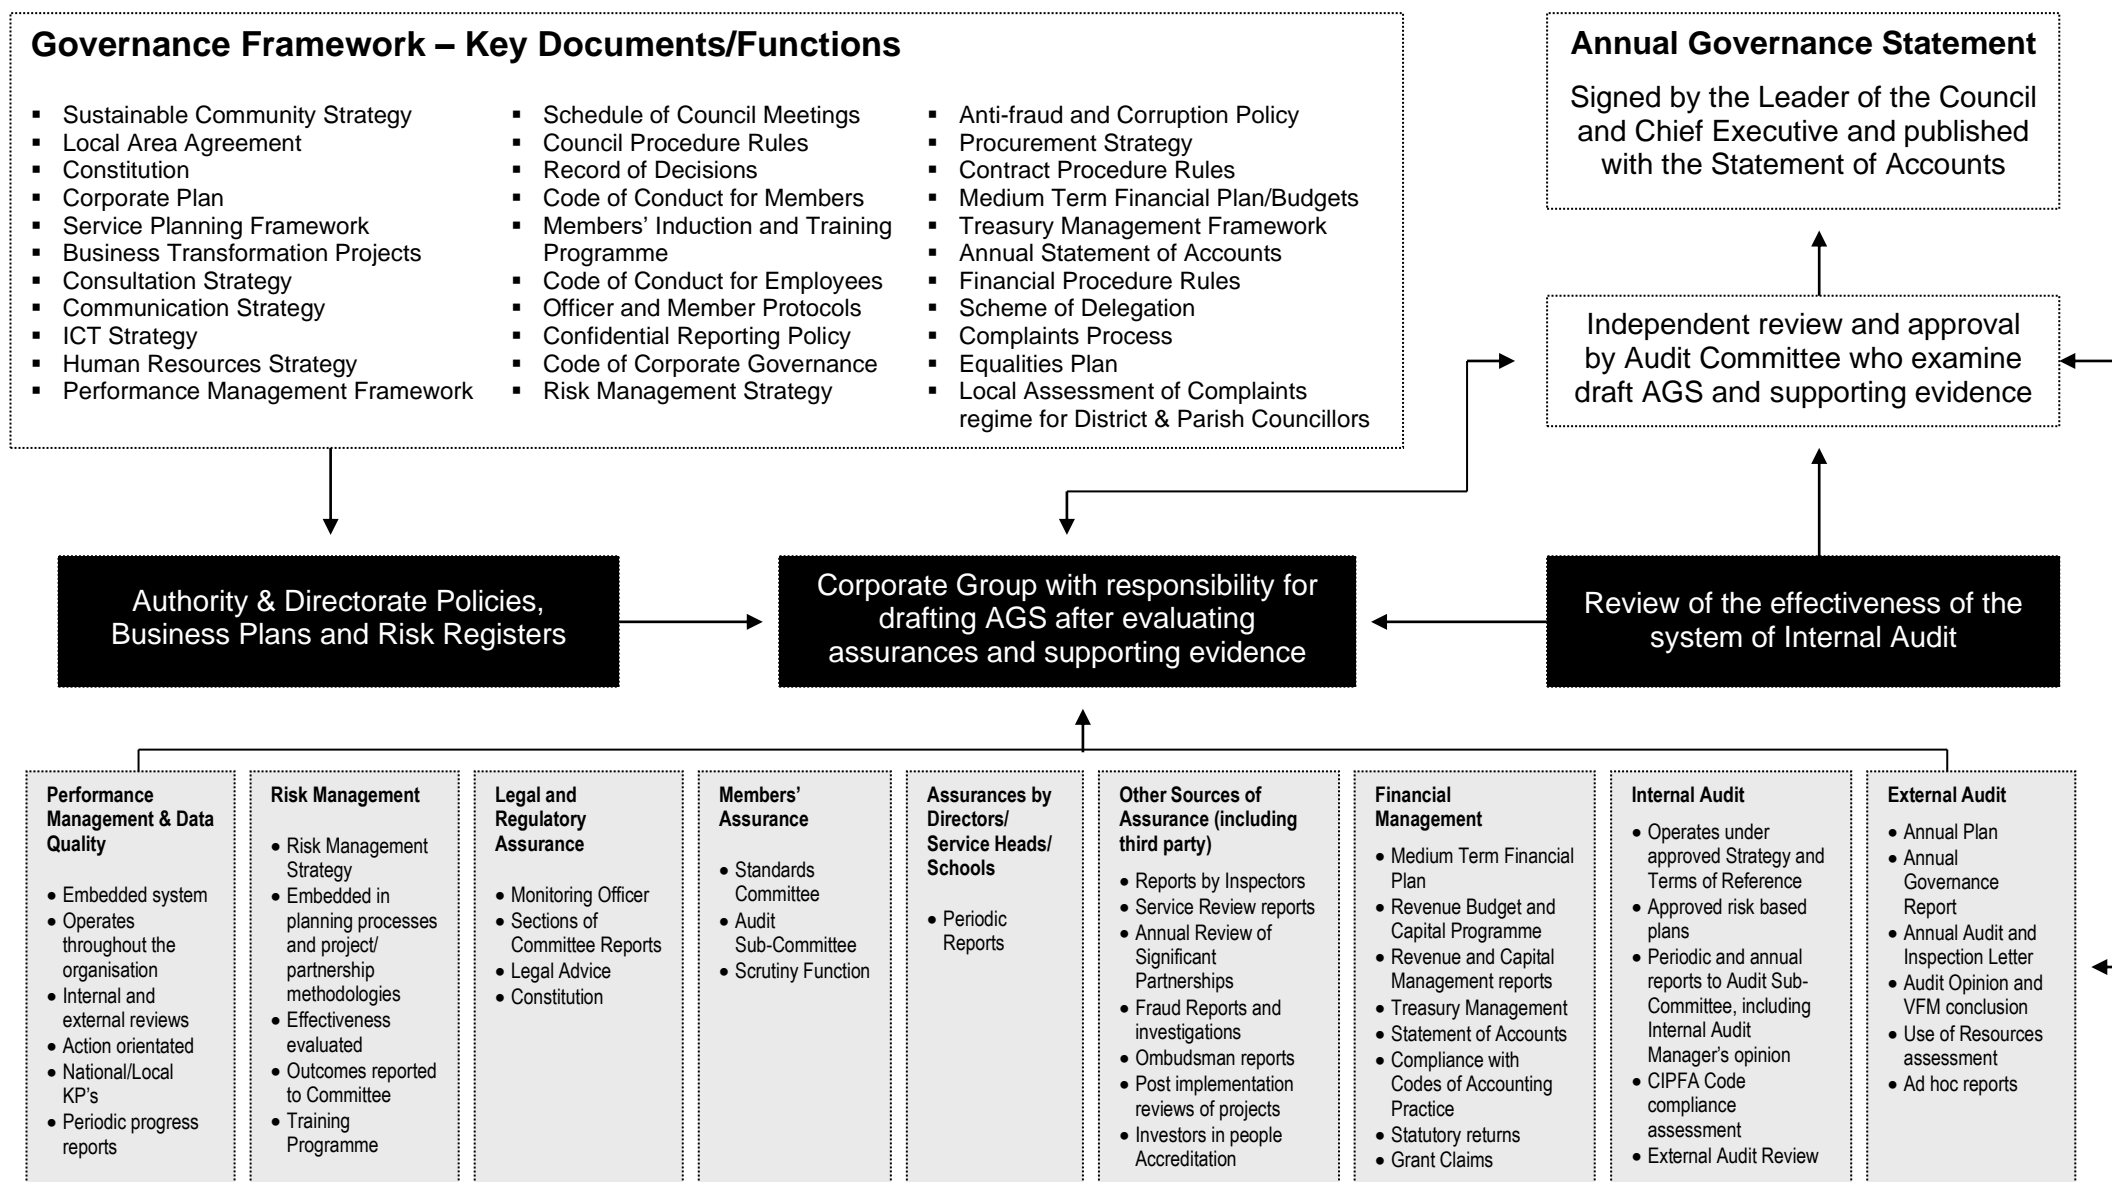 Governance Framework – Key Documents/Functions
▪ Sustainable Community Strategy
▪ Local Area Agreement
▪ Constitution
▪ Corporate Plan
▪ Service Planning Framework
▪ Business Transformation Projects
▪ Consultation Strategy
▪ Communication Strategy
▪ ICT Strategy
▪ Human Resources Strategy
▪ Performance Management Framework
▪ Schedule of Council Meetings
▪ Council Procedure Rules
▪ Record of Decisions
▪ Code of Conduct for Members
▪ Members’ Induction and Training
Programme
▪ Code of Conduct for Employees
▪ Officer and Member Protocols
▪ Confidential Reporting Policy
▪ Code of Corporate Governance
▪ Risk Management Strategy
▪ Anti-fraud and Corruption Policy
▪ Procurement Strategy
▪ Contract Procedure Rules
▪ Medium Term Financial Plan/Budgets
▪ Treasury Management Framework
▪ Annual Statement of Accounts
▪ Financial Procedure Rules
▪ Scheme of Delegation
▪ Complaints Process
▪ Equalities Plan
▪ Local Assessment of Complaints
regime for District & Parish Councillors
Annual Governance Statement
Signed by the Leader of the Council
and Chief Executive and published
with the Statement of Accounts
Independent review and approval
by Audit Committee who examine
draft AGS and supporting evidence
Authority & Directorate Policies,
Business Plans and Risk Registers
Corporate Group with responsibility for
drafting AGS after evaluating
assurances and supporting evidence
Review of the effectiveness of the
system of Internal Audit
Performance
Management & Data
Quality
• Embedded system
• Operates
throughout the
organisation
• Internal and
external reviews
• Action orientated
• National/Local
KP’s
• Periodic progress
reports
Risk Management
• Risk Management
Strategy
• Embedded in
planning processes
and project/
partnership
methodologies
• Effectiveness
evaluated
• Outcomes reported
to Committee
• Training
Programme
Legal and
Regulatory
Assurance
• Monitoring Officer
• Sections of
Committee Reports
• Legal Advice
• Constitution
Members’
Assurance
• Standards
Committee
• Audit
Sub-Committee
• Scrutiny Function
Assurances by
Directors/
Service Heads/
Schools
• Periodic
Reports
Other Sources of
Assurance (including
third party)
• Reports by Inspectors
• Service Review reports
• Annual Review of
Significant
Partnerships
• Fraud Reports and
investigations
• Ombudsman reports
• Post implementation
reviews of projects
• Investors in people
Accreditation
Financial
Management
• Medium Term Financial
Plan
• Revenue Budget and
Capital Programme
• Revenue and Capital
Management reports
• Treasury Management
• Statement of Accounts
• Compliance with
Codes of Accounting
Practice
• Statutory returns
• Grant Claims
Internal Audit
• Operates under
approved Strategy and
Terms of Reference
• Approved risk based
plans
• Periodic and annual
reports to Audit Sub-
Committee, including
Internal Audit
Manager’s opinion
• CIPFA Code
compliance
assessment
• External Audit Review
External Audit
• Annual Plan
• Annual
Governance
Report
• Annual Audit and
Inspection Letter
• Audit Opinion and
VFM conclusion
• Use of Resources
assessment
• Ad hoc reports